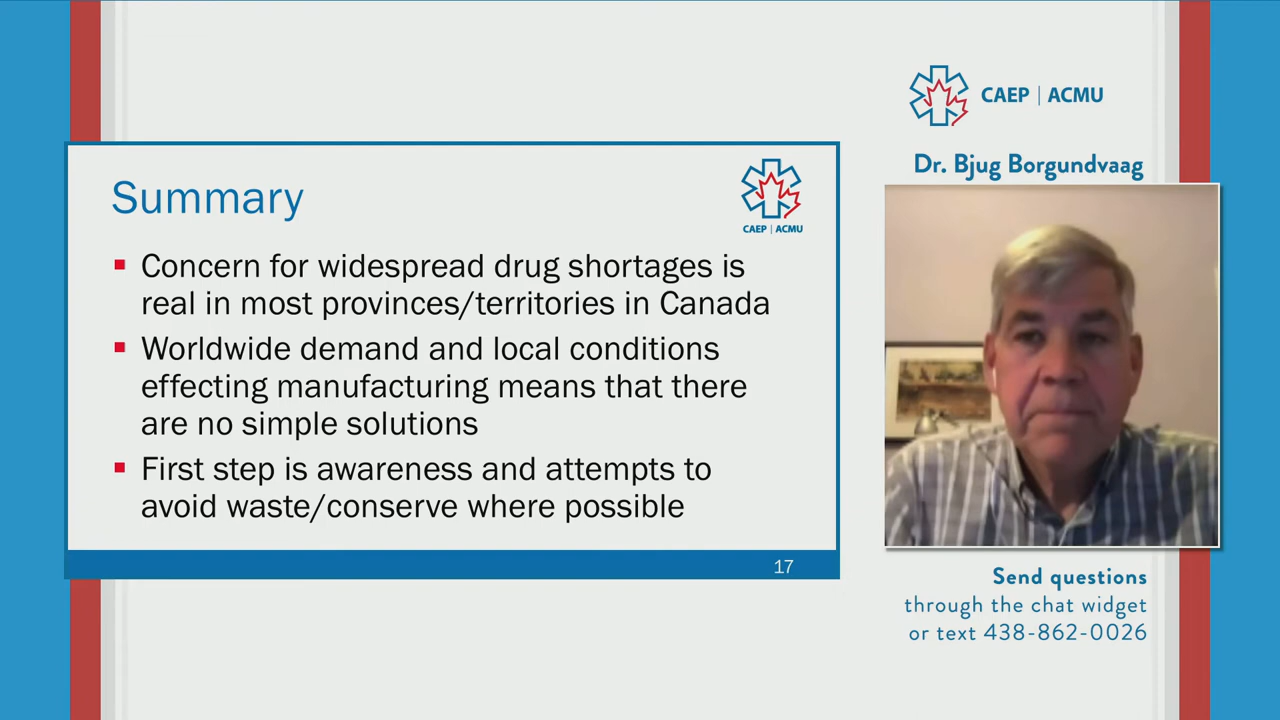 CAEP | ACMU
Dr. Bjug Borgundvaag
Summary
CAEP | ACMU
Concern for widespread drug shortages is
real in most provinces/territories in Canada
Worldwide demand and local conditions
effecting manufacturing means that there
are no simple solutions
First step is awareness and attempts to
avoid waste/conserve where possible
17
Send questions
through the chat widget
or text 438-862-0026